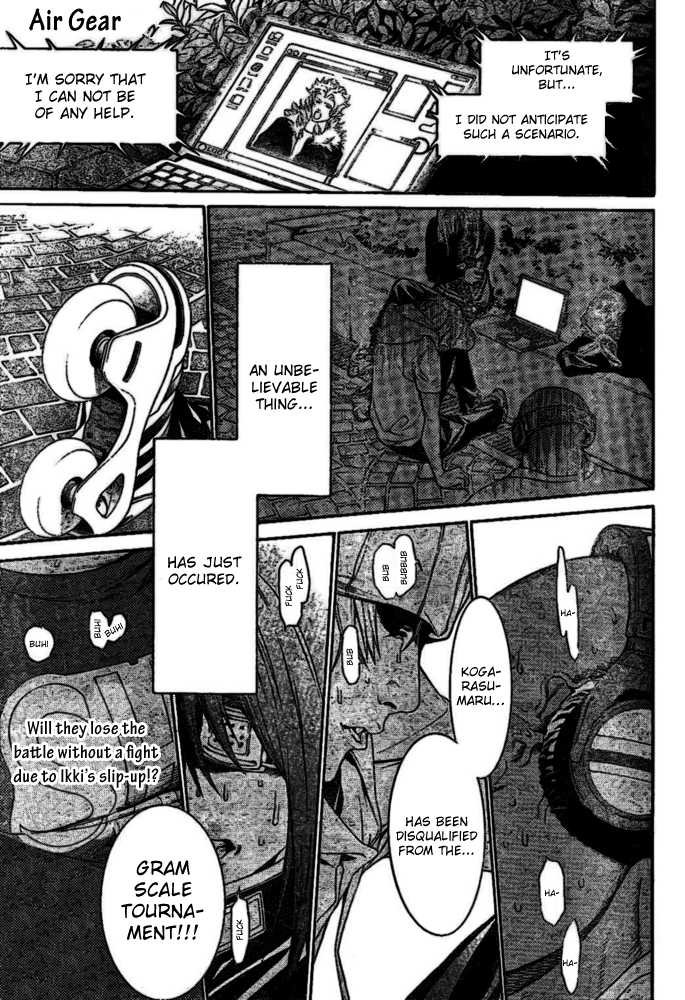 Air Gear
I'M SORRY THAT
I CAN NOT BE
OF ANY HELP.
IT'S
UNFORTUNATE,
BUT...
I DID NOT ANTICIPATE
SUCH A SCENARIO.
AN UNBE-
LIEVABLE
THING...
HAS JUST
OCCURED.
HA-
KOGA-
RASU-
MARU...
HAS BEEN
DISQUALIFIED
FROM THE...
HA-
HA-
BUB
BUBBUB
BUB
FUCK
FUCK
BUH!
BUH!
BUH!
Will they lose the
battle without a fight
due to Ikki's slip-up!?
GRAM
SCALE
TOURNA-
MENT!!!
FUCK